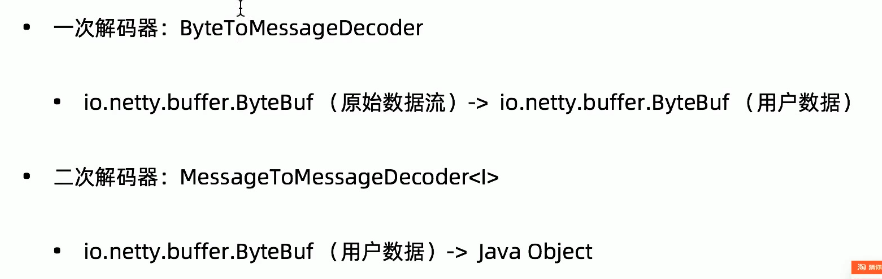 一次解码器：ByteToMessageDecoder
io.netty.buffer.ByteBuf （原始数据流）-> io.netty.buffer.ByteBuf （用户数据）
二次解码器：MessageToMessageDecoder<I>
io.netty.buffer.ByteBuf （用户数据）-> Java Object